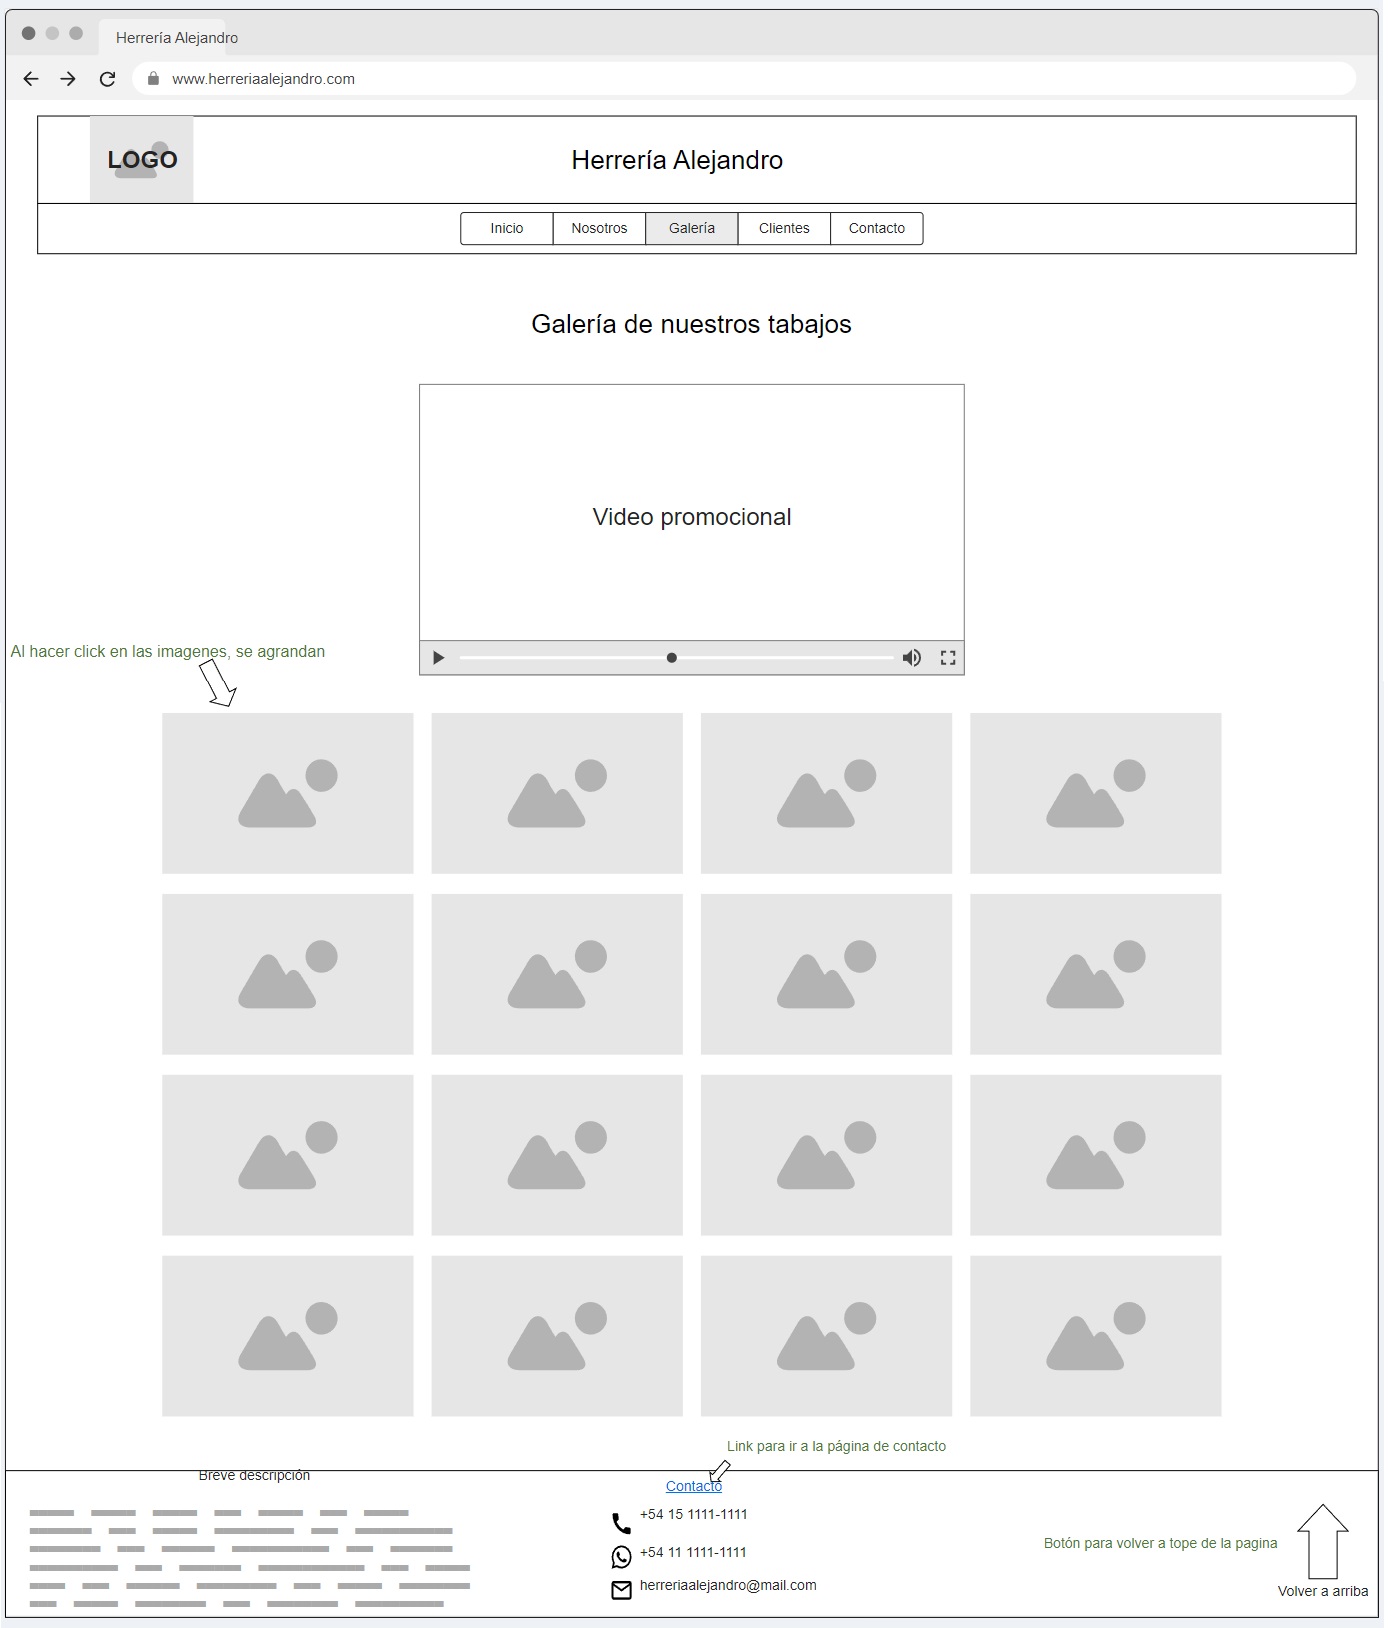 Herrería Alejandro
www.herreriaalejandro.com
LOGO
Herrería Alejandro
Inicio
Nosotros
Galería
Clientes
Contacto
Galería de nuestros tabajos
Video promocional
Al hacer click en las imagenes, se agrandan
Link para ir a la página de contacto
Breve descripción
Contacto
+54 15 1111-1111
+54 11 1111-1111
herreriaalejandro@mail.com
Botón para volver a tope de la pagina
Volver a arriba